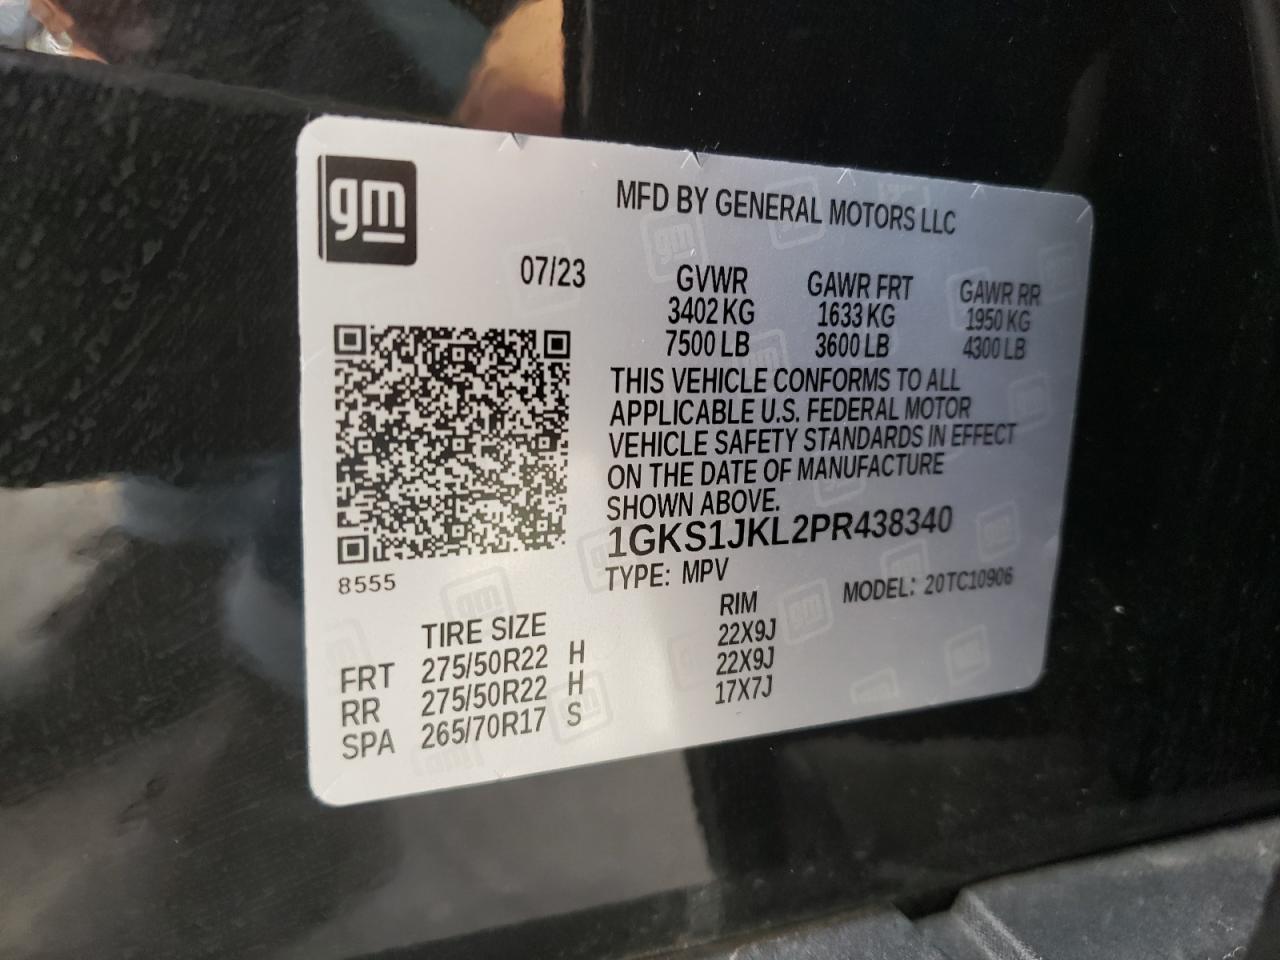 gm
MFD BY GENERAL MOTORS LLC
07/23
GVWR GAWR FRT GAWR RR
3402 KG 1633 KG 1950 KG
7500 LB 3600 LB 4300 LB
THIS VEHICLE CONFORMS TO ALL
APPLICABLE U.S. FEDERAL MOTOR
VEHICLE SAFETY STANDARDS IN EFFECT
ON THE DATE OF MANUFACTURE
SHOWN ABOVE.
1GKS1JKL2PR438340
8555
TYPE: MPV MODEL: 20TC10906
TIRE SIZE RIM
FRT 275/50R22 H 22X9J
RR 275/50R22 H 22X9J
SPA 265/70R17 S 17X7J